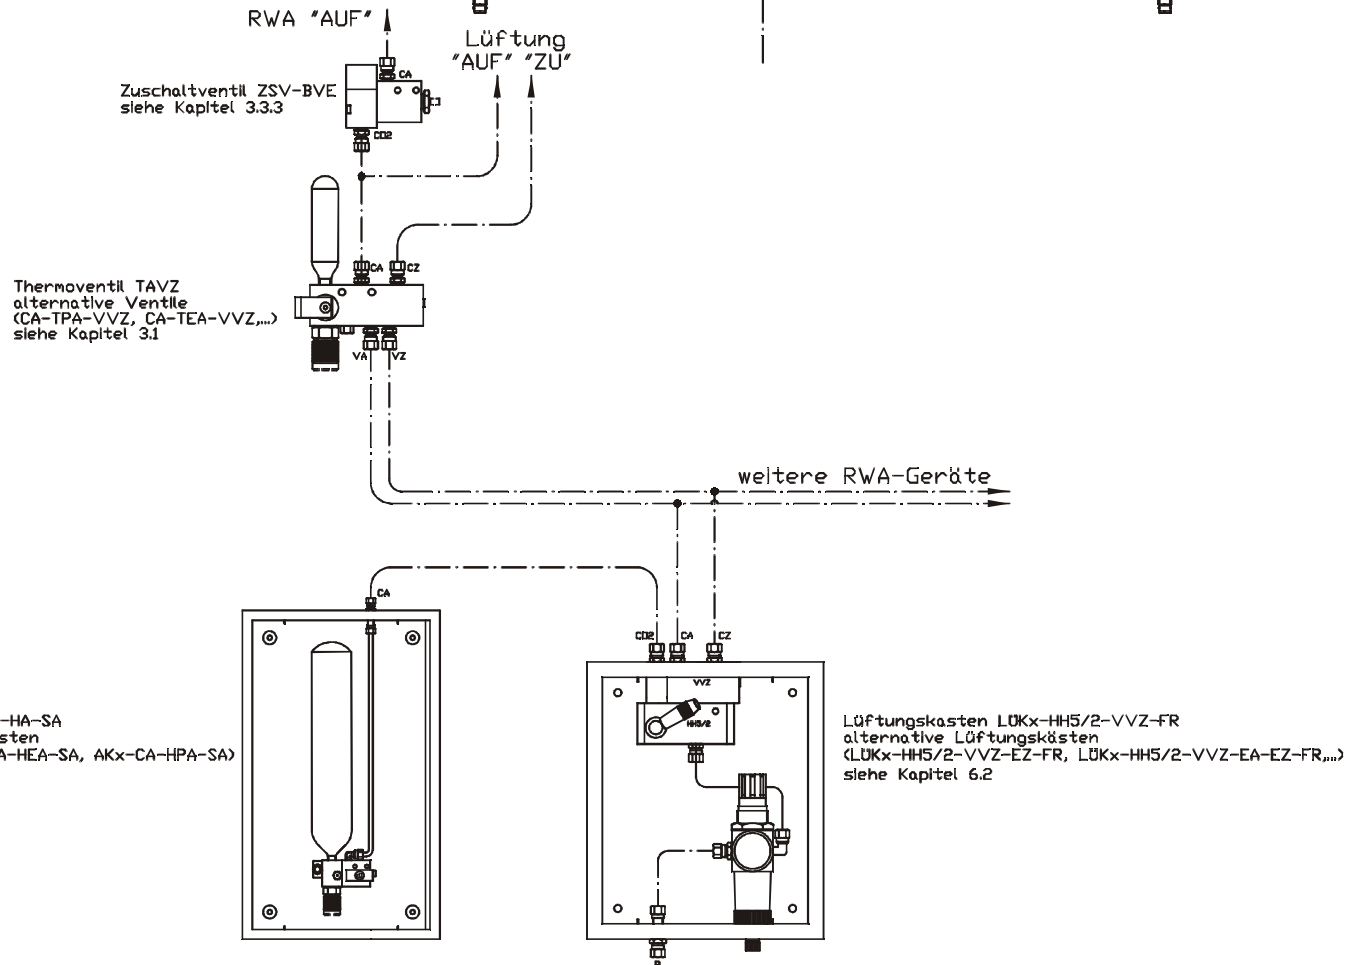 RWA "AUF"
Lüftung
"AUF" "ZU"
CA
Zuschaltventil ZSV-BVE
siehe Kapitel 3.3.3
CD2
CA
CZ
Thermoventil TAVZ
alternative Ventile
(CA-TPA-VVZ, CA-TEA-VVZ,...)
siehe Kapitel 3.1
VA
VZ
weitere RWA-Geräte
CA
CD2
CA
CZ
VVZ
HH5/2
-HA-SA
sten
A-HEA-SA, AKx-CA-HPA-SA)
Lüftungskasten LÜKx-HH5/2-VVZ-FR
alternative Lüftungskästen
(LÜKx-HH5/2-VVZ-EZ-FR, LÜKx-HH5/2-VVZ-EA-EZ-FR,...)
siehe Kapitel 6.2